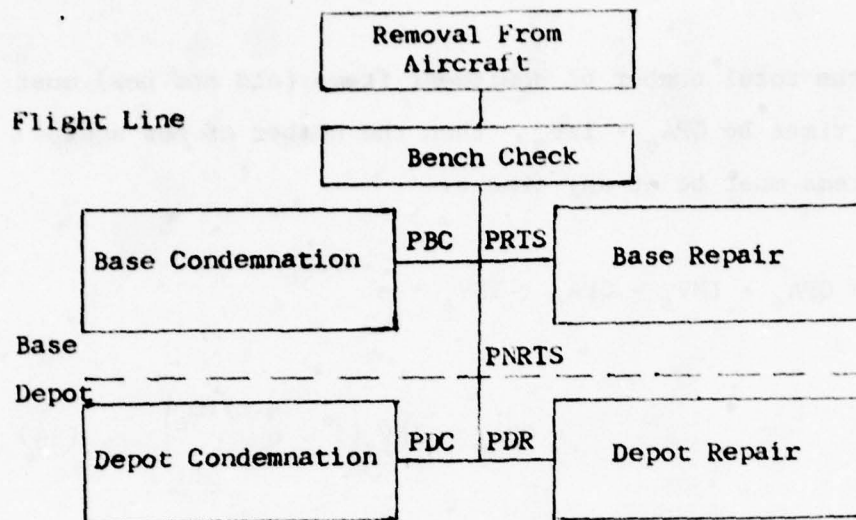 Removal From
Aircraft
Flight Line
Bench Check
PBC PRTS
Base Condemnation
Base Repair
Base
PNRTS
Depot
PDC PDR
Depot Condemnation
Depot Repair